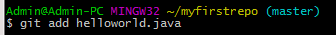 Admin@Admin-PC MINGW32 ~/myfirstrepo (master)
$ git add helloworld.java